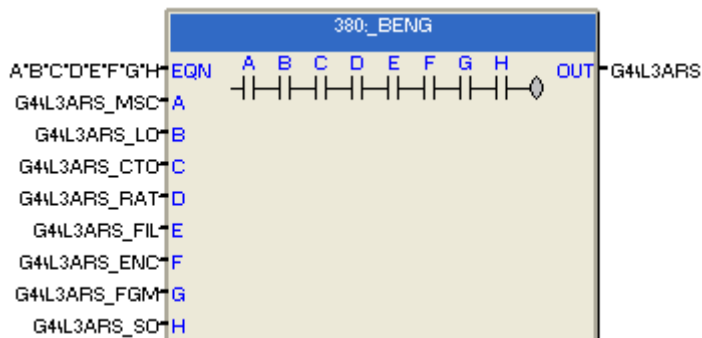 380:_BENG
A B C D E F G H
A*B*C*D*E*F*G*H EQN OUT G4\L3ARS
G4\L3ARS_MSC A
G4\L3ARS_LO B
G4\L3ARS_CTO C
G4\L3ARS_RAT D
G4\L3ARS_FIL E
G4\L3ARS_ENC F
G4\L3ARS_FGM G
G4\L3ARS_SO H